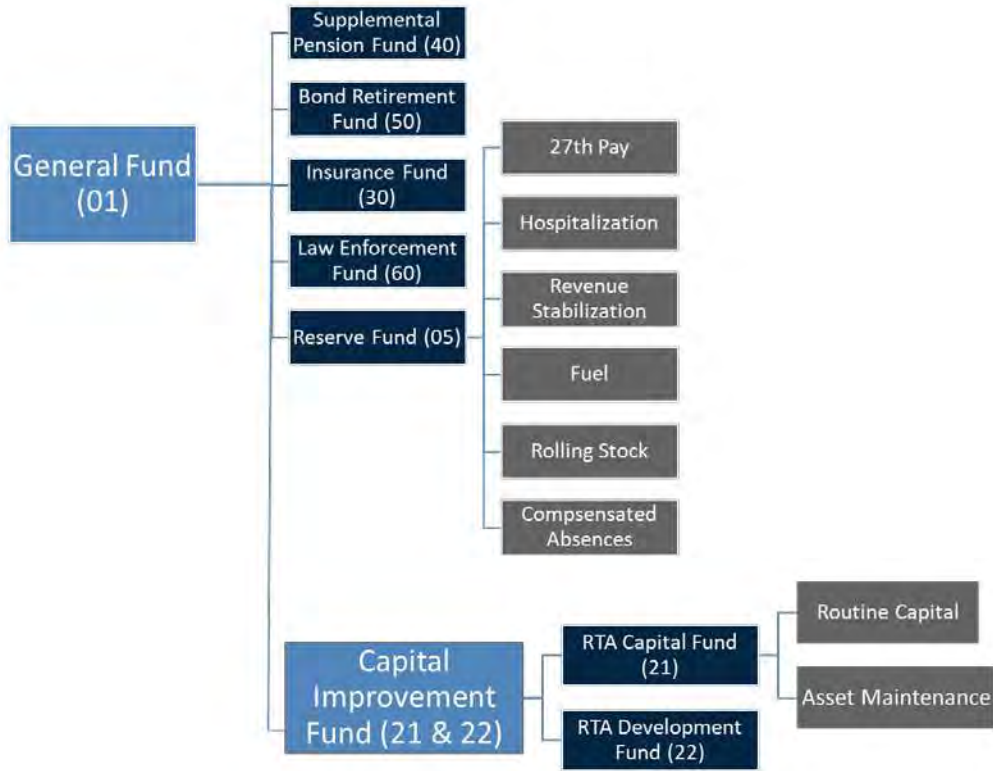 Supplemental
Pension Fund (40)
Bond Retirement
Fund (50)
General Fund
(01)
Insurance Fund
(30)
Law Enforcement
Fund (60)
Reserve Fund (05)
27th Pay
Hospitalization
Revenue
Stabilization
Fuel
Rolling Stock
Compsensated
Absences
Capital
Improvement
Fund (21 & 22)
RTA Capital Fund
(21)
RTA Development
Fund (22)
Routine Capital
Asset Maintenance